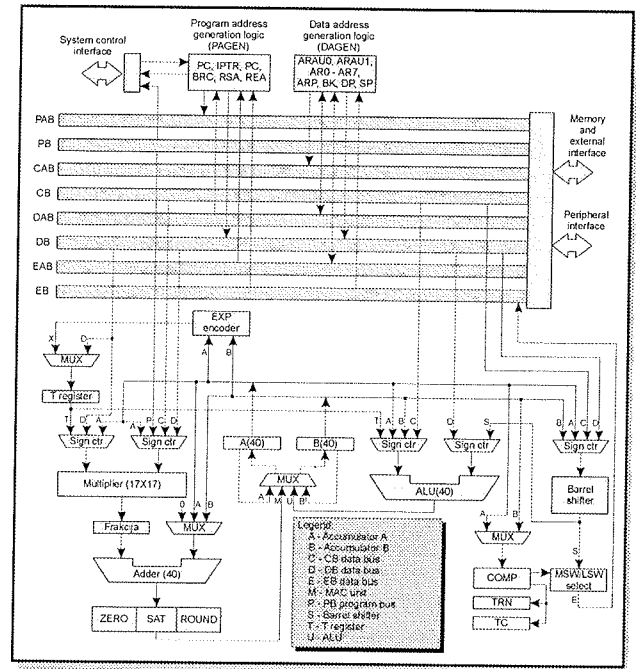 System control
interface
Program address
generation logic
(PAGEN)
Data address
generation logic
(DAGEN)
PC, IPTR, PC,
BRC, RSA, REA
ARAU0, ARAU1,
AR0 - AR7,
ARP, BK, DP, SP
PAB
PB
CAB
CB
DAB
DB
EAB
EB
Memory
and
external
interface
Peripheral
interface
EXP
encoder
A
B
X
D
MUX
T register
T
D
A
A
P
C
D
Sign ctr
Sign ctr
A(40)
B(40)
T
A
B
C
D
S
Sign ctr
Sign ctr
B
A
C
D
Sign ctr
Multiplier (17X17)
MUX
A
M
U
B
ALU(40)
Barrel
shifter
0
A
B
Frakcija
MUX
Adder (40)
ZERO
SAT
ROUND
A
B
MUX
S
COMP
MSW/LSW
select
E
TRN
TC
Legend:
A - Accumulator A
B - Accumulator B
C - CB data bus
D - DB data bus
E - EB data bus
M - MAC unit
P - PB program bus
S - Barrel shifter
T - T register
U - ALU